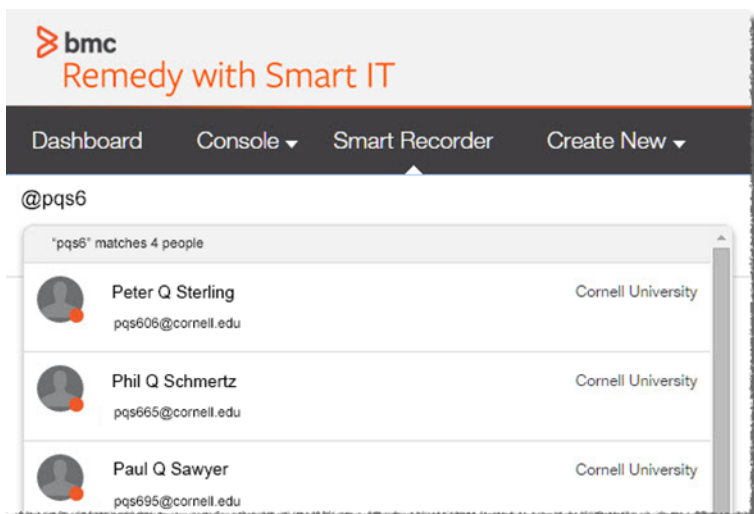 bmc
Remedy with Smart IT
Dashboard Console Smart Recorder Create New
@pqs6
"pqs6" matches 4 people
Peter Q Sterling Cornell University
pqs606@cornell.edu
Phil Q Schmertz Cornell University
pqs665@cornell.edu
Paul Q Sawyer Cornell University
pqs695@cornell.edu